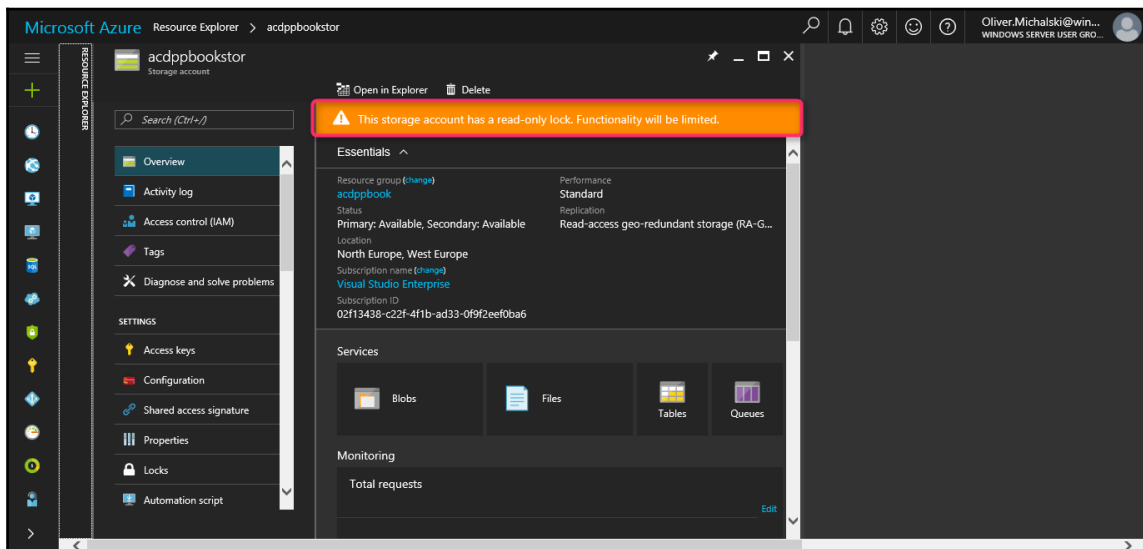 Microsoft Azure Resource Explorer > acdppbookstor
Oliver.Michalski@win...
WINDOWS SERVER USER GRO...
RESOURCE EXPLORER
acdppbookstor
Storage account
Open in Explorer Delete
Search (Ctrl+/)
This storage account has a read-only lock. Functionality will be limited.
Overview
Activity log
Access control (IAM)
Tags
Diagnose and solve problems
SETTINGS
Access keys
Configuration
Shared access signature
Properties
Locks
Automation script
Essentials
Resource group (change)
acdppbook
Status
Primary: Available, Secondary: Available
Location
North Europe, West Europe
Subscription name (change)
Visual Studio Enterprise
Subscription ID
02f13438-c22f-4f1b-ad33-0f9f2eef0ba6
Performance
Standard
Replication
Read-access geo-redundant storage (RA-G...
Services
Blobs
Files
Tables
Queues
Monitoring
Total requests
Edit
SQL